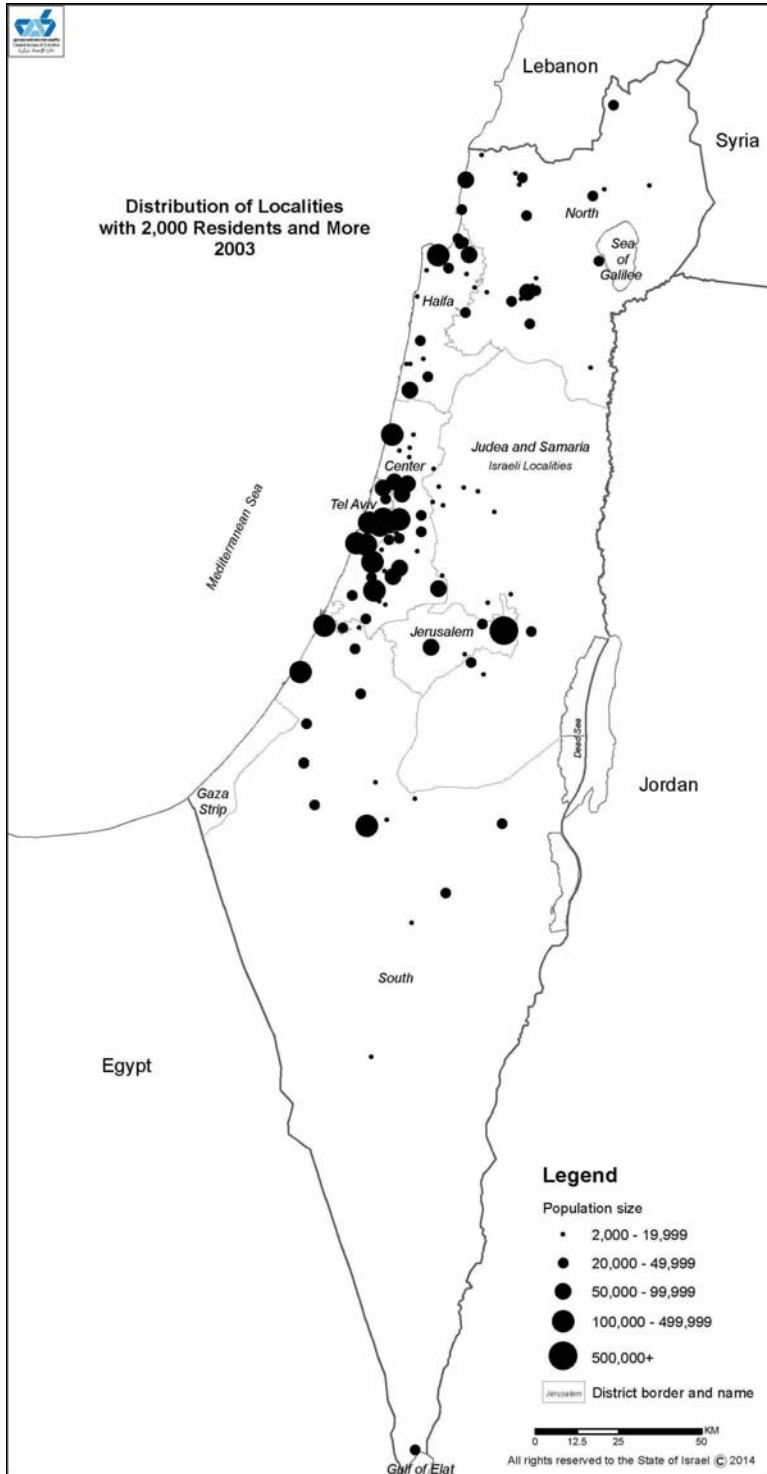 Central Bureau of Statistics
Lebanon
Syria
Distribution of Localities
with 2,000 Residents and More
2003
North
Sea
of
Galilee
Haifa
Judea and Samaria
Israeli Localities
Center
Tel Aviv
Mediterranean Sea
Jerusalem
Dead Sea
Jordan
Gaza
Strip
South
Egypt
Legend
Population size
2,000 - 19,999
20,000 - 49,999
50,000 - 99,999
100,000 - 499,999
500,000+
Jerusalem District border and name
KM
0 12.5 25 50
All rights reserved to the State of Israel © 2014
Gulf of Elat